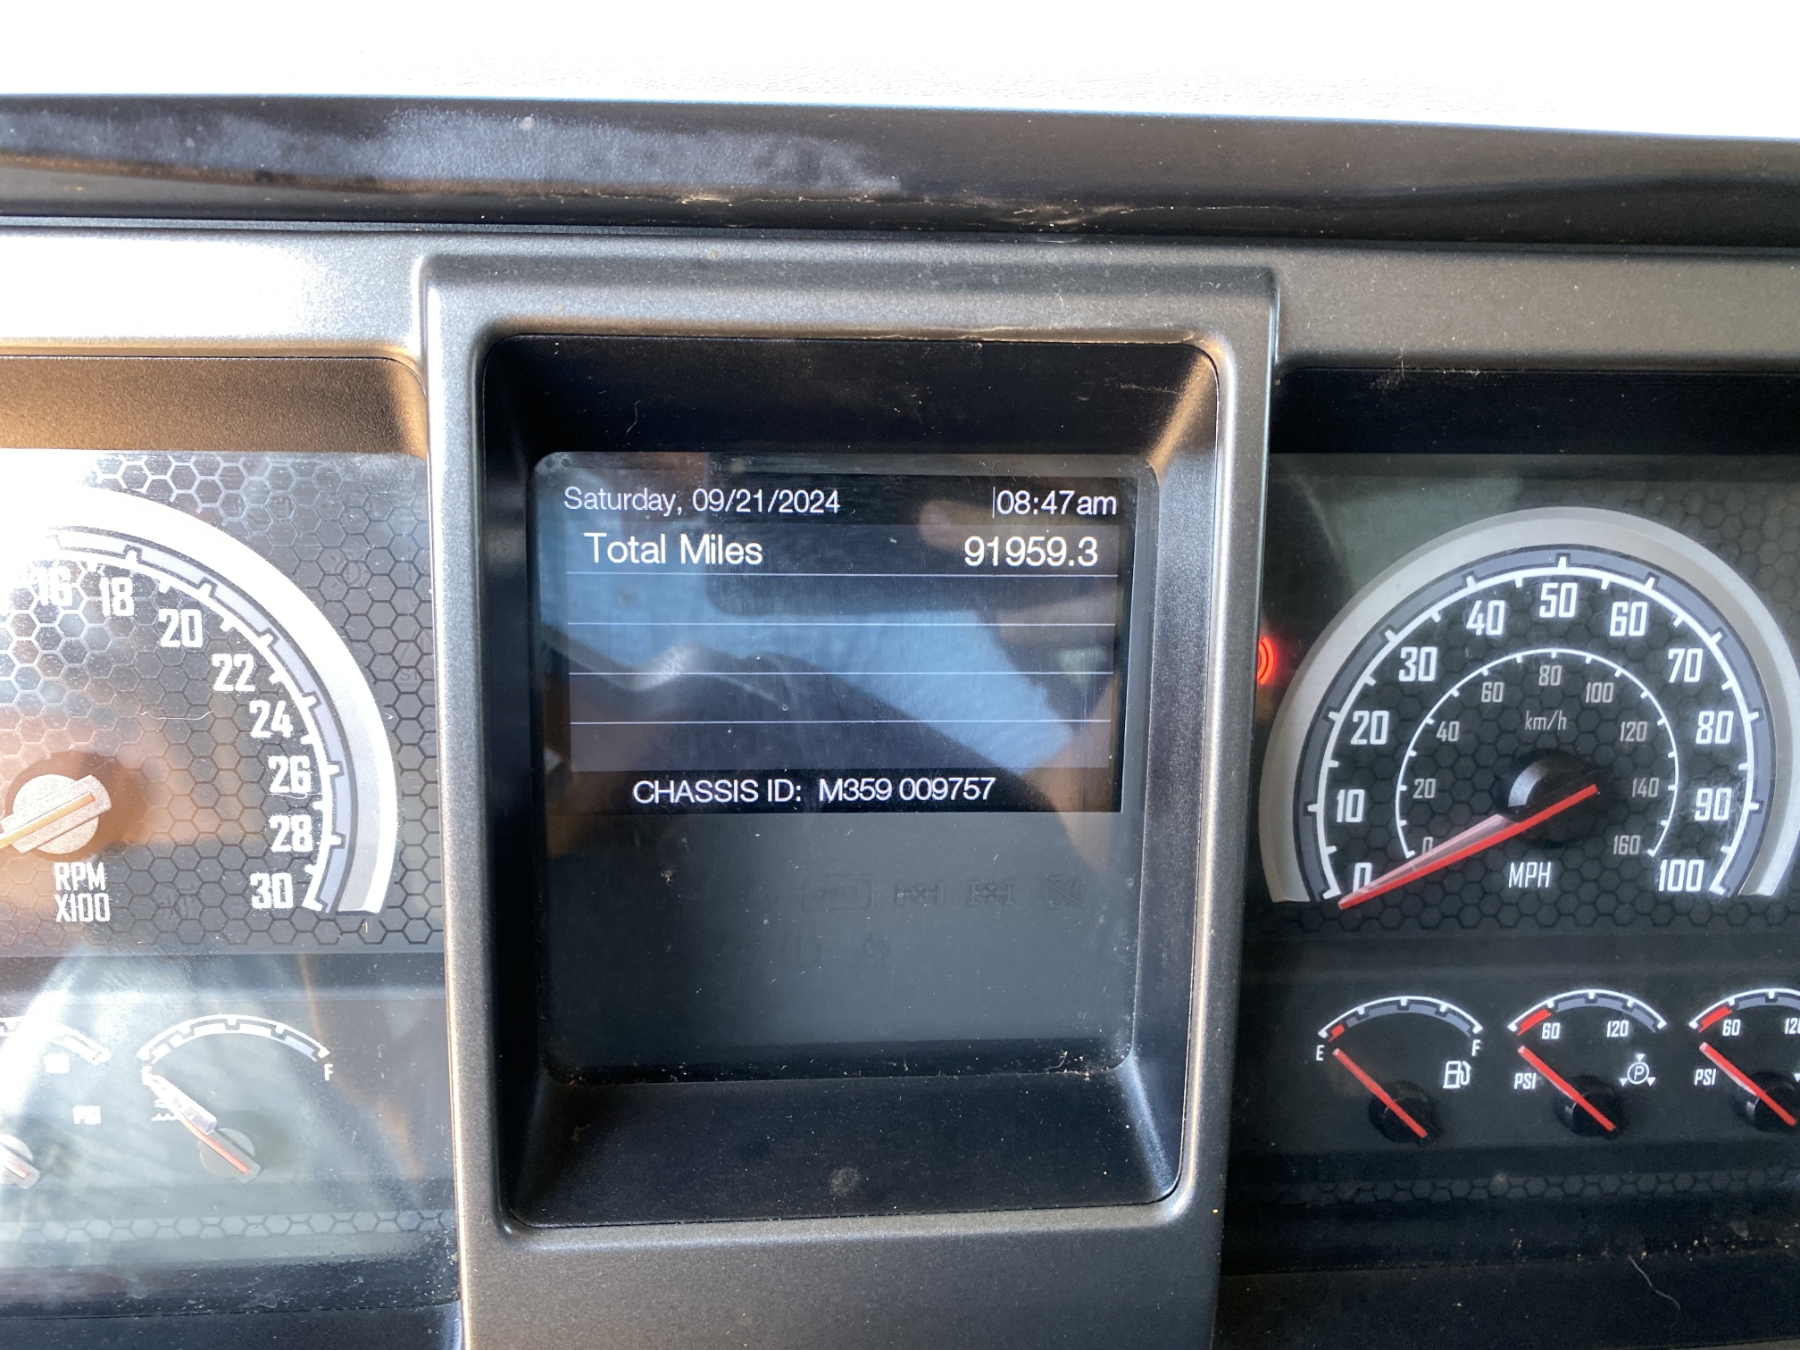 Saturday, 09/21/2024 08:47am
Total Miles 91959.3
CHASSIS ID: M359 009757
16 18 20 22 24 26 28 30
RPM
X100
0 10 20 30 40 50 60 70 80 90 100
0 20 40 60 80 100 120 140 160
km/h
MPH
PSI
F
E F
60 120
PSI
P
60
PSI